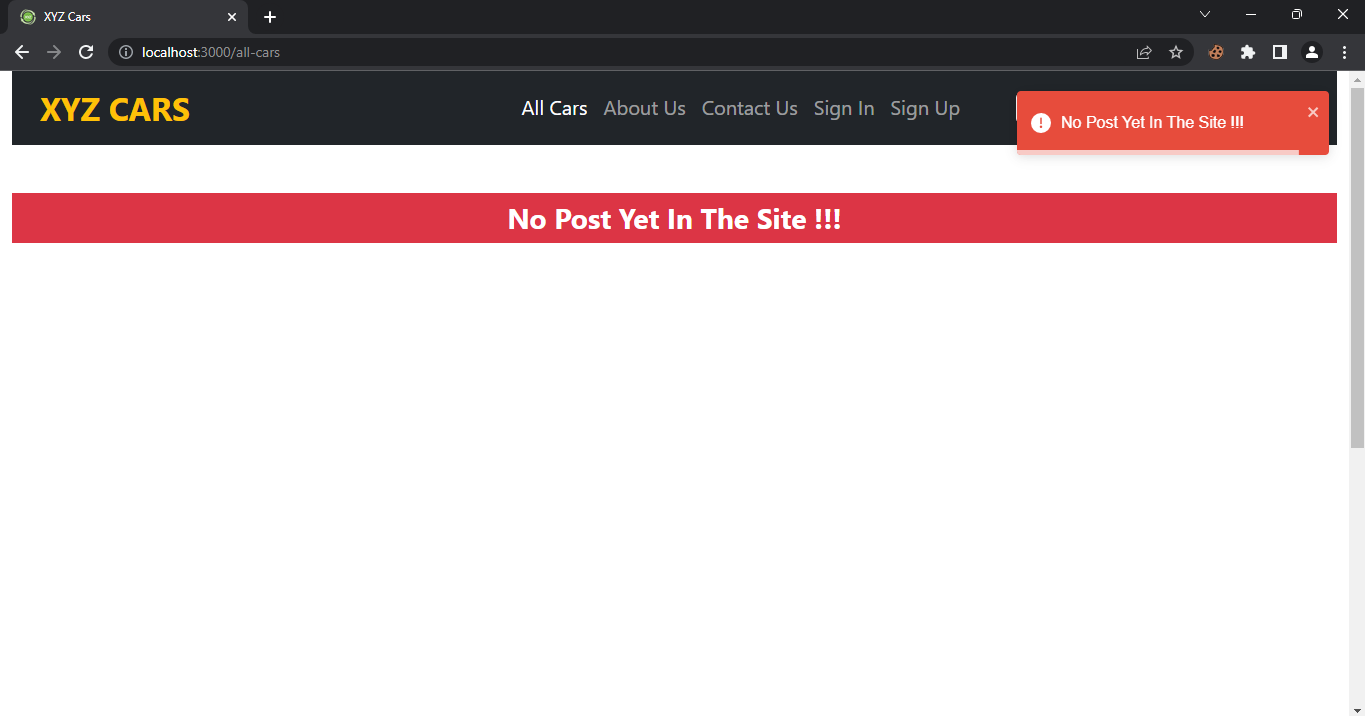 XYZ Cars
localhost:3000/all-cars
XYZ CARS
All Cars About Us Contact Us Sign In Sign Up
No Post Yet In The Site !!!
No Post Yet In The Site !!!